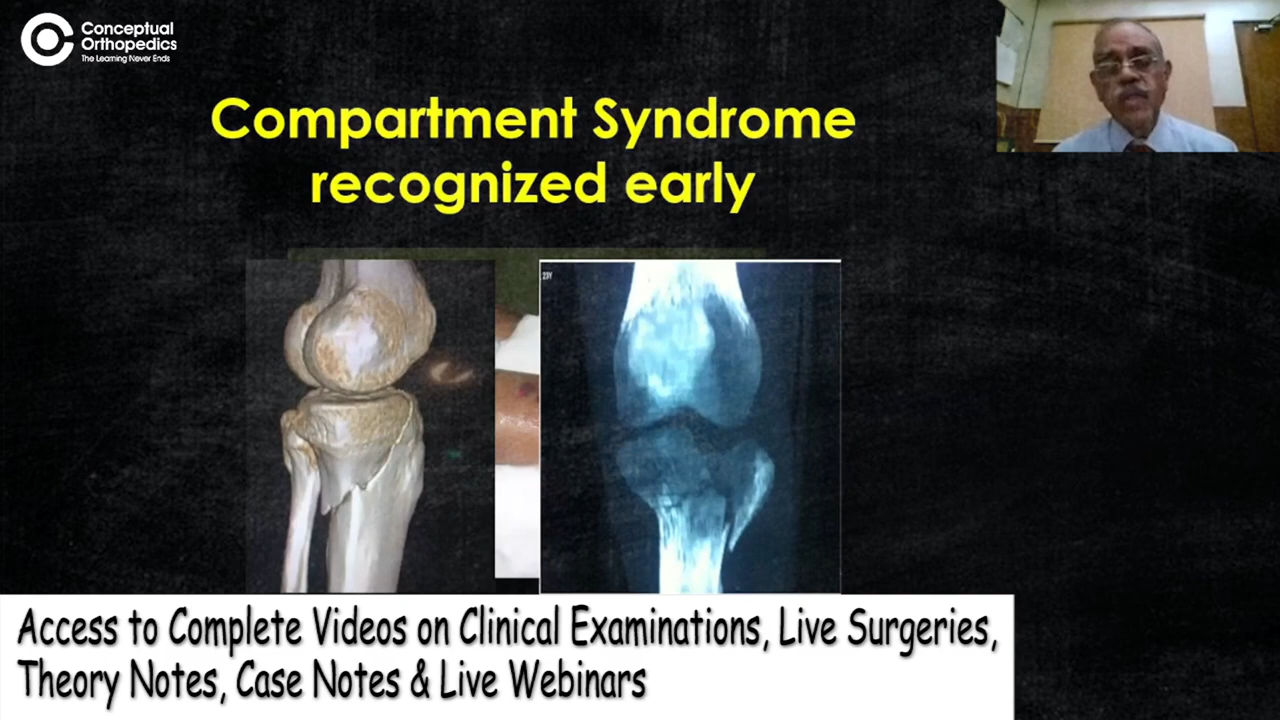 Conceptual
Orthopedics
The Learning Never Ends
Compartment Syndrome
recognized early
23Y
Access to Complete Videos on Clinical Examinations, Live Surgeries,
Theory Notes, Case Notes & Live Webinars